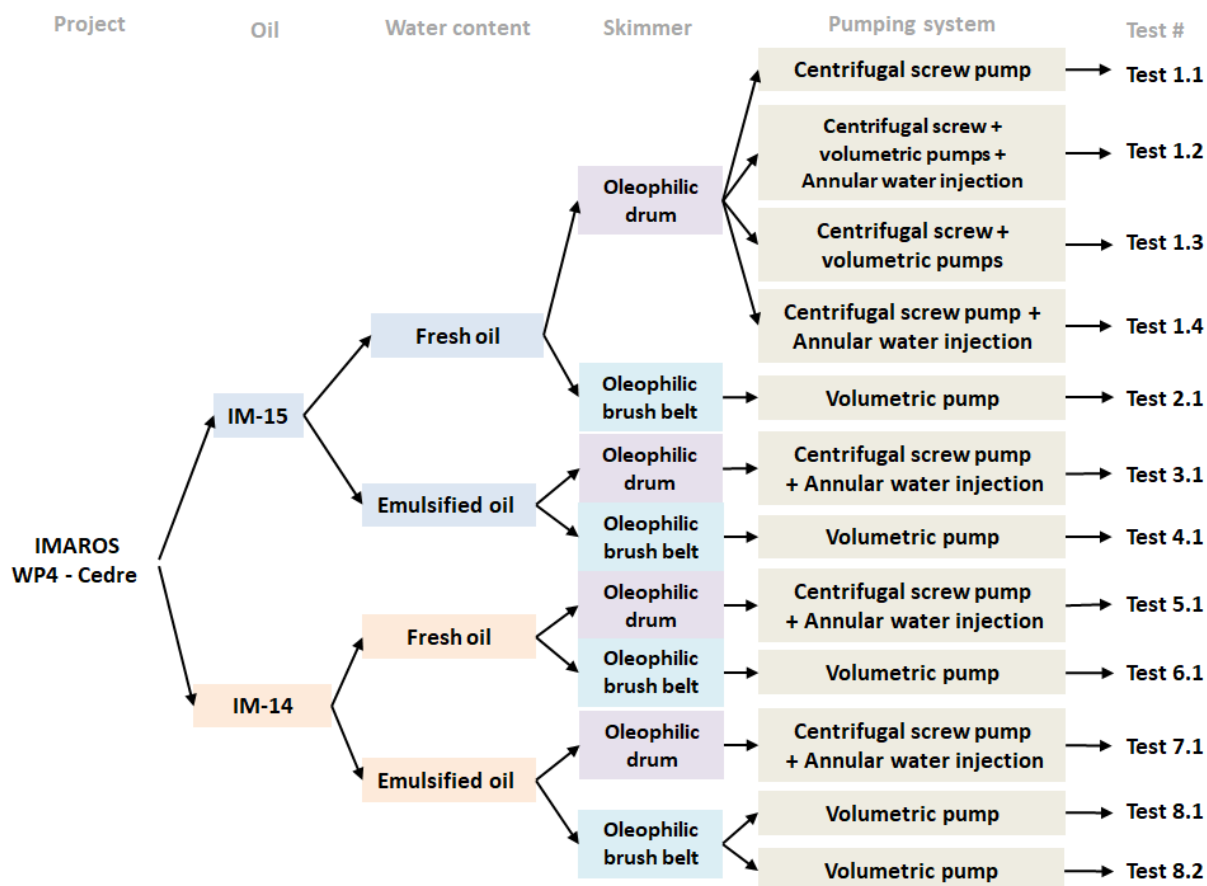 Project Oil Water content Skimmer Pumping system Test #
Centrifugal screw pump
Test 1.1
Centrifugal screw +
volumetric pumps +
Annular water injection
Test 1.2
Oleophilic
drum
Centrifugal screw +
volumetric pumps
Test 1.3
Centrifugal screw pump +
Annular water injection
Test 1.4
Fresh oil
Oleophilic
brush belt
Volumetric pump
Test 2.1
IM-15
Oleophilic
drum
Centrifugal screw pump
+ Annular water injection
Test 3.1
Emulsified oil
Oleophilic
brush belt
Volumetric pump
Test 4.1
IMAROS
WP4 - Cedre
Oleophilic
drum
Centrifugal screw pump
+ Annular water injection
Test 5.1
Fresh oil
Oleophilic
brush belt
Volumetric pump
Test 6.1
IM-14
Oleophilic
drum
Centrifugal screw pump
+ Annular water injection
Test 7.1
Emulsified oil
Oleophilic
brush belt
Volumetric pump
Test 8.1
Volumetric pump
Test 8.2